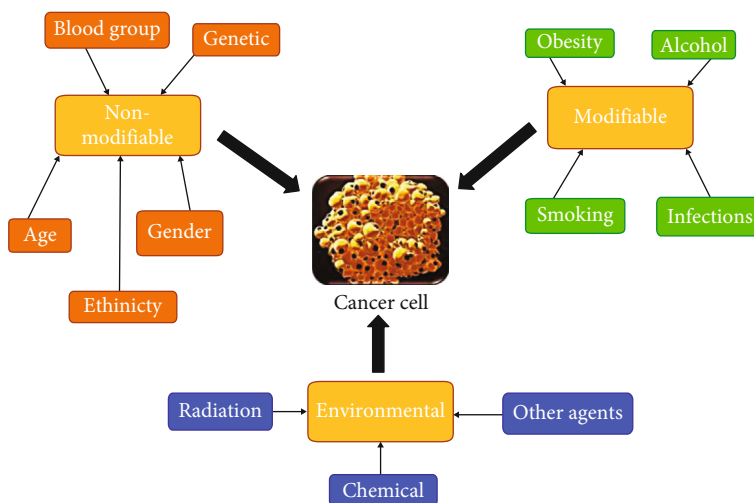 Blood group
Genetic
Non-
modifiable
Age
Gender
Ethinicty
Obesity
Alcohol
Modifiable
Smoking
Infections
Cancer cell
Radiation
Environmental
Other agents
Chemical